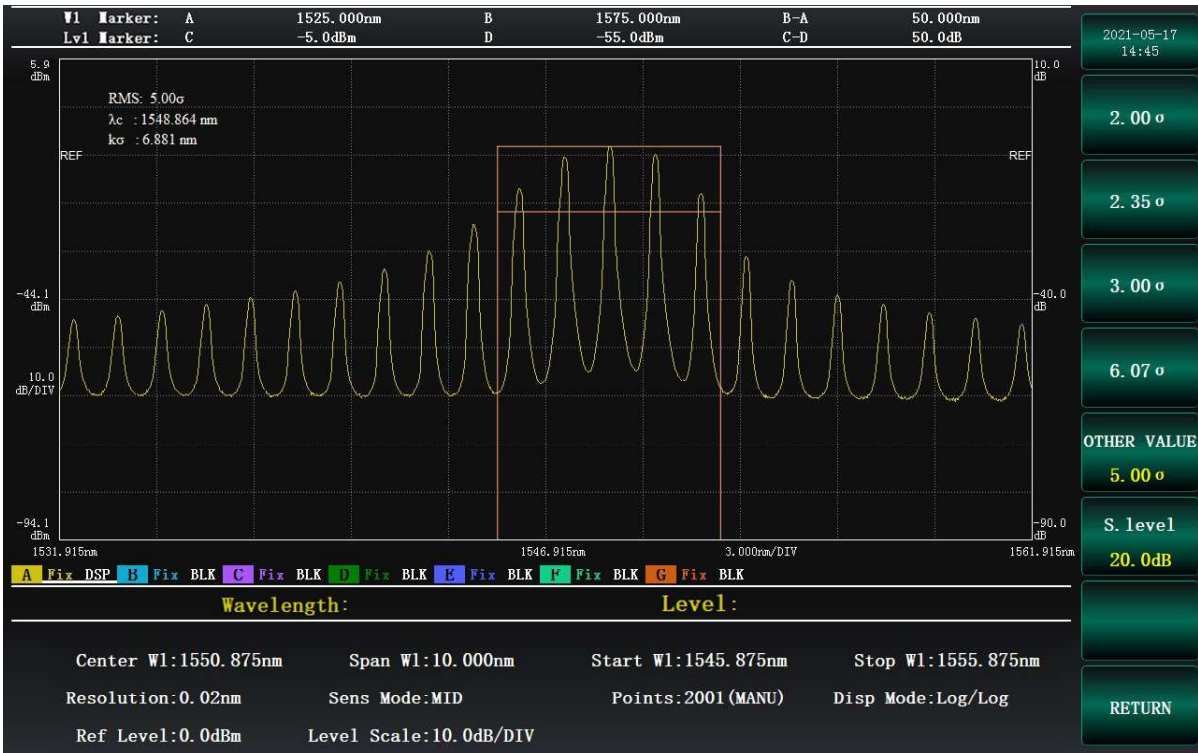 Wl Marker: A 1525.000nm B 1575.000nm B-A 50.000nm
Lvl Marker: C -5.0dBm D -55.0dBm C-D 50.0dB
2021-05-17
14:45
5.9
dBm
10.0
dB
RMS: 5.00σ
λc : 1548.864 nm
kσ : 6.881 nm
REF
REF
-44.1
dBm
-40.0
dB
10.0
dB/DIV
-94.1
dBm
-90.0
dB
1531.915nm 1546.915nm 3.000nm/DIV 1561.915nm
A Fix DSP B Fix BLK C Fix BLK D Fix BLK E Fix BLK F Fix BLK G Fix BLK
Wavelength: Level:
Center Wl:1550.875nm Span Wl:10.000nm Start Wl:1545.875nm Stop Wl:1555.875nm
Resolution:0.02nm Sens Mode:MID Points:2001(MANU) Disp Mode:Log/Log
Ref Level:0.0dBm Level Scale:10.0dB/DIV
2.00 σ
2.35 σ
3.00 σ
6.07 σ
OTHER VALUE
5.00 σ
S.level
20.0dB
RETURN